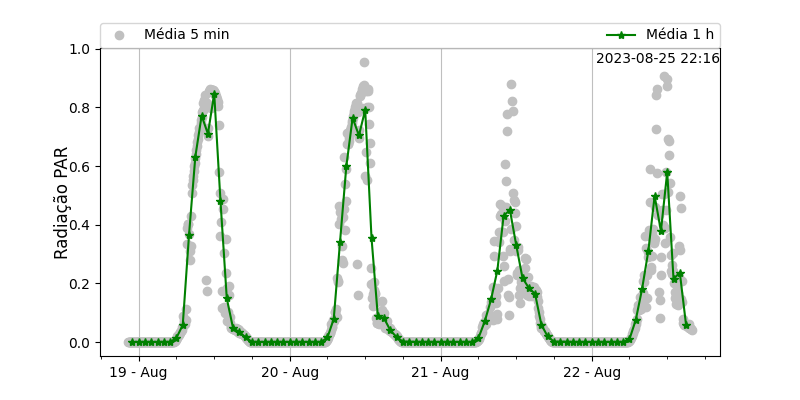 Média 5 min
Média 1 h
2023-08-25 22:16
Radiação PAR
1.0
0.8
0.6
0.4
0.2
0.0
19 - Aug
20 - Aug
21 - Aug
22 - Aug